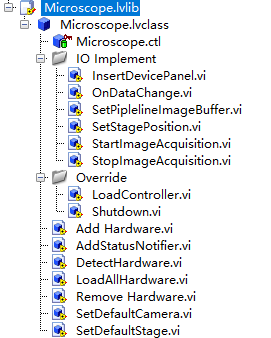 Microscope.lvlib
Microscope.lvclass
Microscope.ctl
IO Implement
InsertDevicePanel.vi
OnDataChange.vi
SetPiplelineImageBuffer.vi
SetStagePosition.vi
StartImageAcquisition.vi
StopImageAcquisition.vi
Override
LoadController.vi
Shutdown.vi
Add Hardware.vi
AddStatusNotifier.vi
DetectHardware.vi
LoadAllHardware.vi
Remove Hardware.vi
SetDefaultCamera.vi
SetDefaultStage.vi